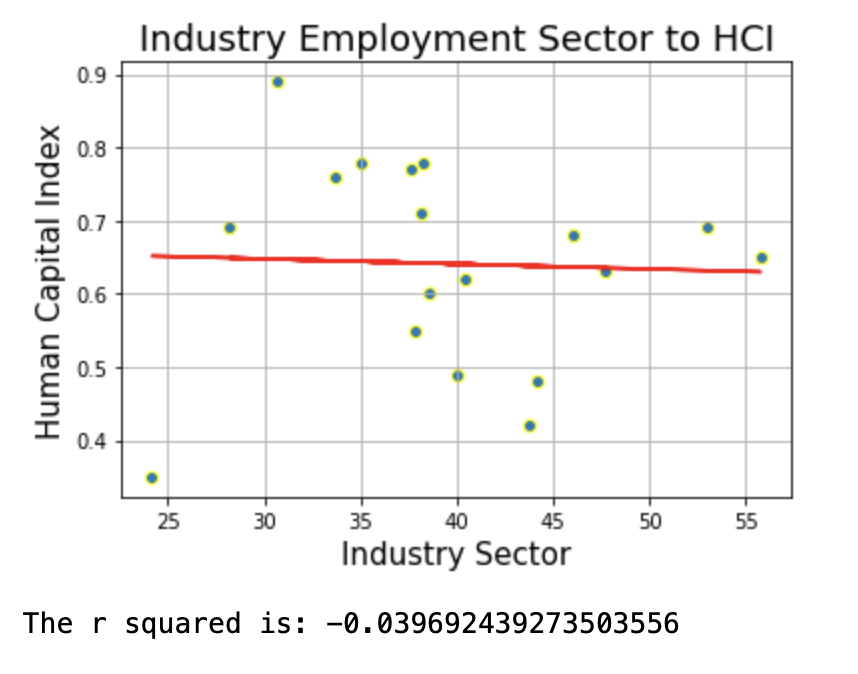 Industry Employment Sector to HCI
Human Capital Index
0.9
0.8
0.7
0.6
0.5
0.4
25 30 35 40 45 50 55
Industry Sector
The r squared is: -0.039692439273503556